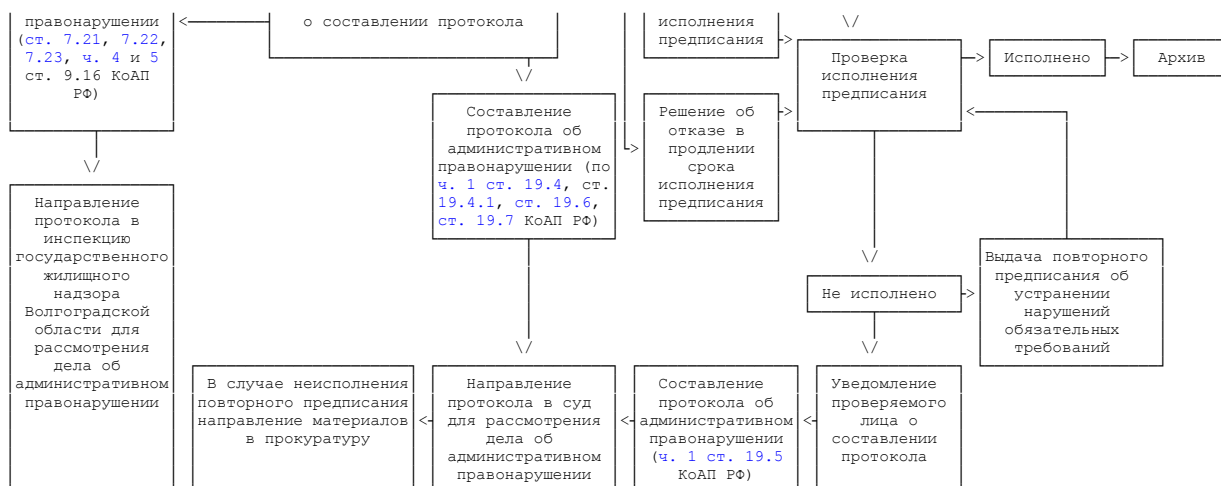 правонарушении
(ст. 7.21, 7.22,
7.23, ч. 4 и 5
ст. 9.16 КоАП
РФ)
о составлении протокола
исполнения
предписания
Проверка
исполнения
предписания
Исполнено
Архив
Составление
протокола об
административном
правонарушении (по
ч. 1 ст. 19.4, ст.
19.4.1, ст. 19.6,
ст. 19.7 КоАП РФ)
Решение об
отказе в
продлении
срока
исполнения
предписания
Направление
протокола в
инспекцию
государственного
жилищного
надзора
Волгоградской
области для
рассмотрения
дела об
административном
правонарушении
Не исполнено
Выдача повторного
предписания об
устранении
нарушений
обязательных
требований
В случае неисполнения
повторного предписания
направление материалов
в прокуратуру
Направление
протокола в суд
для рассмотрения
дела об
административном
правонарушении
Составление
протокола об
административном
правонарушении
(ч. 1 ст. 19.5
КоАП РФ)
Уведомление
проверяемого
лица о
составлении
протокола